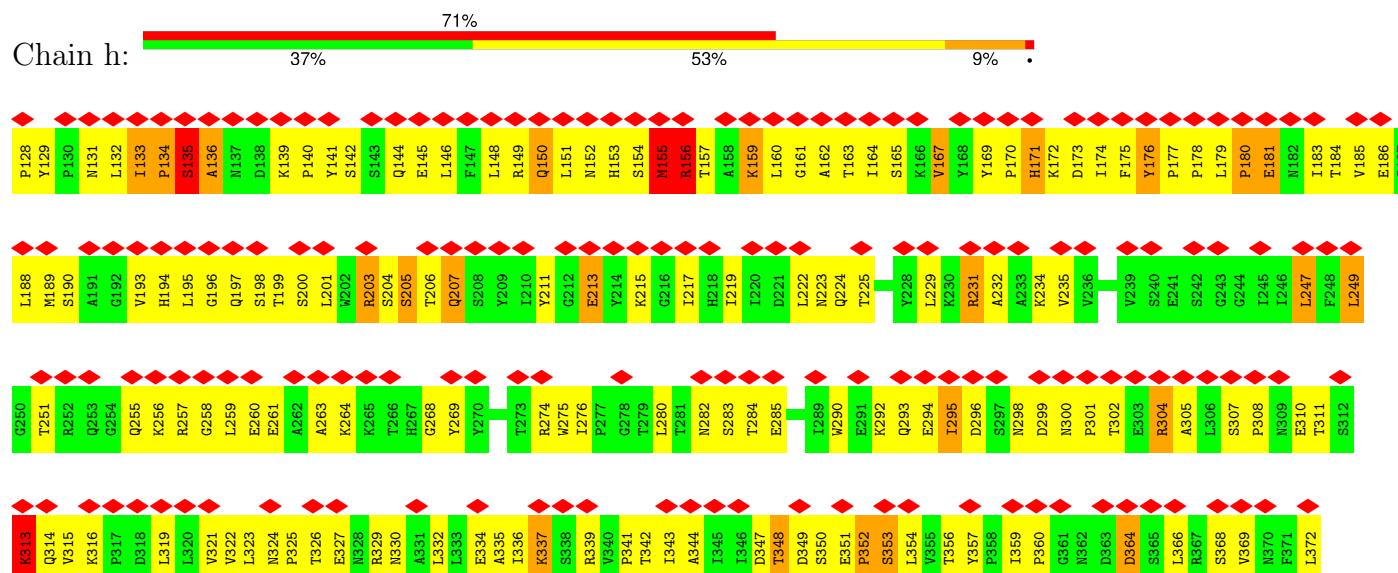 71%
Chain h:
37% 53% 9% •
P128 Y129 P130 N131 L132 I133 P134 S135 A136 N137 D138 K139 P140 Y141 S142 S143 Q144 E145 L146 F147 L148 R149 Q150 L151 N152 H153 S154 M155 R156 T157 A158 K159 L160 G161 A162 T163 I164 S165 K166 V167 Y168 Y169 P170 H171 K172 D173 I174 F175 Y176 P177 P178 L179 P180 E181 N182 I183 T184 V185 E186
L188 M189 S190 A191 G192 V193 H194 L195 G196 Q197 S198 T199 S200 L201 W202 R203 S204 S205 T206 Q207 S208 Y209 I210 Y211 G212 E213 Y214 K215 G216 I217 H218 I219 I220 D221 L222 N223 Q224 T225 Y228 L229 K230 R231 A232 A233 K234 V235 V236 V239 S240 E241 S242 G243 G244 I245 I246 L247 F248 L249
G250 T251 R252 Q253 G254 Q255 K256 R257 G258 L259 E260 E261 A262 A263 K264 K265 T266 H267 G268 Y269 Y270 T273 R274 W275 I276 P277 G278 T279 L280 T281 N282 S283 T284 E285 I289 W290 E291 K292 Q293 E294 I295 D296 S297 N298 D299 N300 P301 T302 E303 R304 A305 L306 S307 P308 N309 E310 T311 S312
K313 Q314 V315 K316 P317 D318 L319 L320 V321 V322 L323 N324 P325 T326 E327 N328 R329 N330 A331 L332 L333 E334 A335 I336 K337 S338 R339 V340 P341 T342 I343 A344 I345 I346 D347 T348 D349 S350 E351 P352 S353 L354 V355 T356 Y357 P358 I359 P360 G361 N362 D363 D364 S365 L366 R367 S368 V369 N370 F371 L372